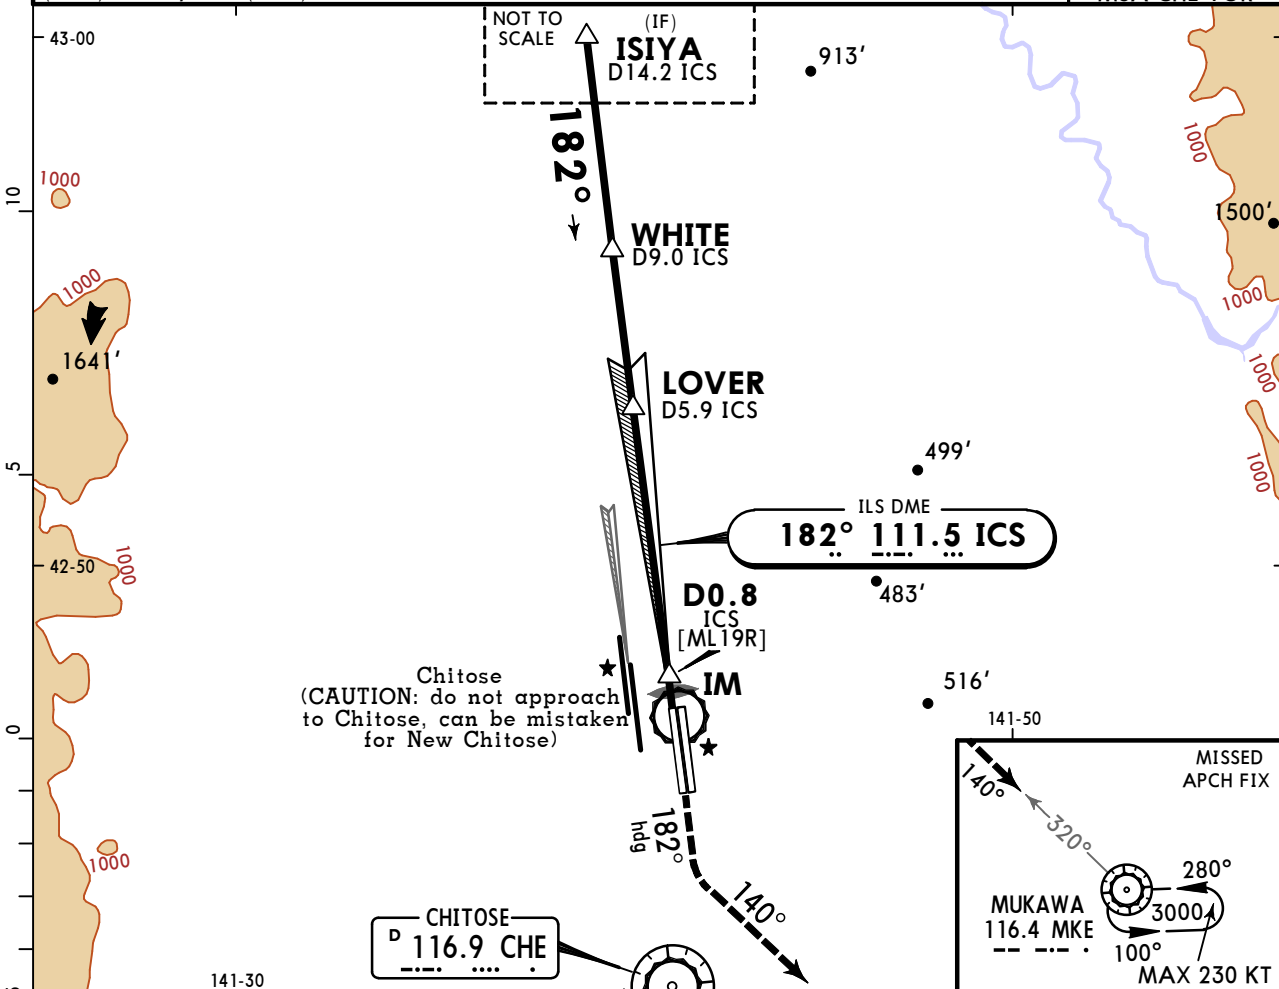 43-00
NOT TO
SCALE
(IF)
ISIYA
D14.2 ICS
913'
182°
1000
1000
10
1500'
WHITE
D9.0 ICS
1000
1000
1641'
1000
LOVER
D5.9 ICS
5
499'
1000
ILS DME
182° 111.5 ICS
42-50
1000
483'
D0.8
ICS
[ML19R]
IM
Chitose
(CAUTION: do not approach
to Chitose, can be mistaken
for New Chitose)
516'
141-50
0
MISSED
APCH FIX
140°
320°
182°
hdg
1000
280°
3000
100°
MUKAWA
116.4 MKE
MAX 230 KT
140°
CHITOSE
D 116.9 CHE
141-30